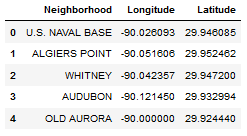 Neighborhood Longitude Latitude
0 U.S. NAVAL BASE -90.026093 29.946085
1 ALGIERS POINT -90.051606 29.952462
2 WHITNEY -90.042357 29.947200
3 AUDUBON -90.121450 29.932994
4 OLD AURORA -90.000000 29.924440